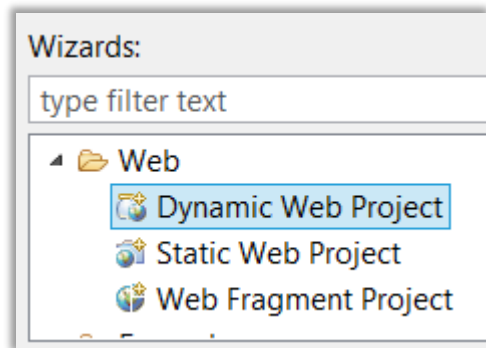 Wizards:
type filter text
Web
Dynamic Web Project
Static Web Project
Web Fragment Project